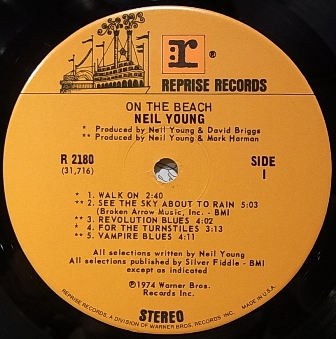 r ®
REPRISE RECORDS
ON THE BEACH
NEIL YOUNG
* Produced by Neil Young & David Briggs
** Produced by Neil Young & Mark Harman
R 2180
(31,716)
SIDE
1
* 1. WALK ON 2:40
** 2. SEE THE SKY ABOUT TO RAIN 5:03
(Broken Arrow Music, Inc. - BMI
** 3. REVOLUTION BLUES 4:02
* 4. FOR THE TURNSTILES 3:13
** 5. VAMPIRE BLUES 4:11
All selections written by Neil Young
All selections published by Silver Fiddle - BMI
except as indicated
©1974 Warner Bros.
Records Inc.
STEREO
REPRISE RECORDS, A DIVISION OF WARNER BROS. RECORDS INC. MADE IN U.S.A.